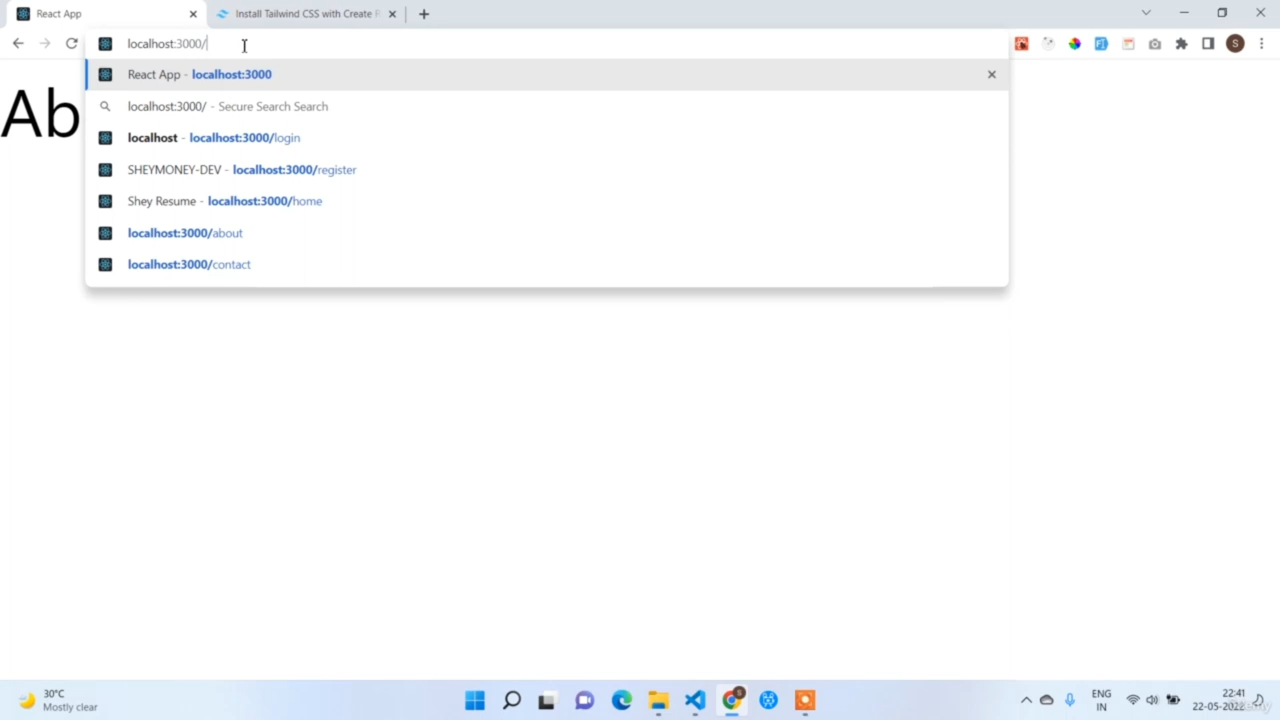 React App
Install Tailwind CSS with Create R
localhost:3000/
React App - localhost:3000
localhost:3000/ - Secure Search Search
localhost - localhost:3000/login
SHEYMONEY-DEV - localhost:3000/register
Shey Resume - localhost:3000/home
localhost:3000/about
localhost:3000/contact
Ab
S
30°C
Mostly clear
ENG
IN
22:41
22-05-2022